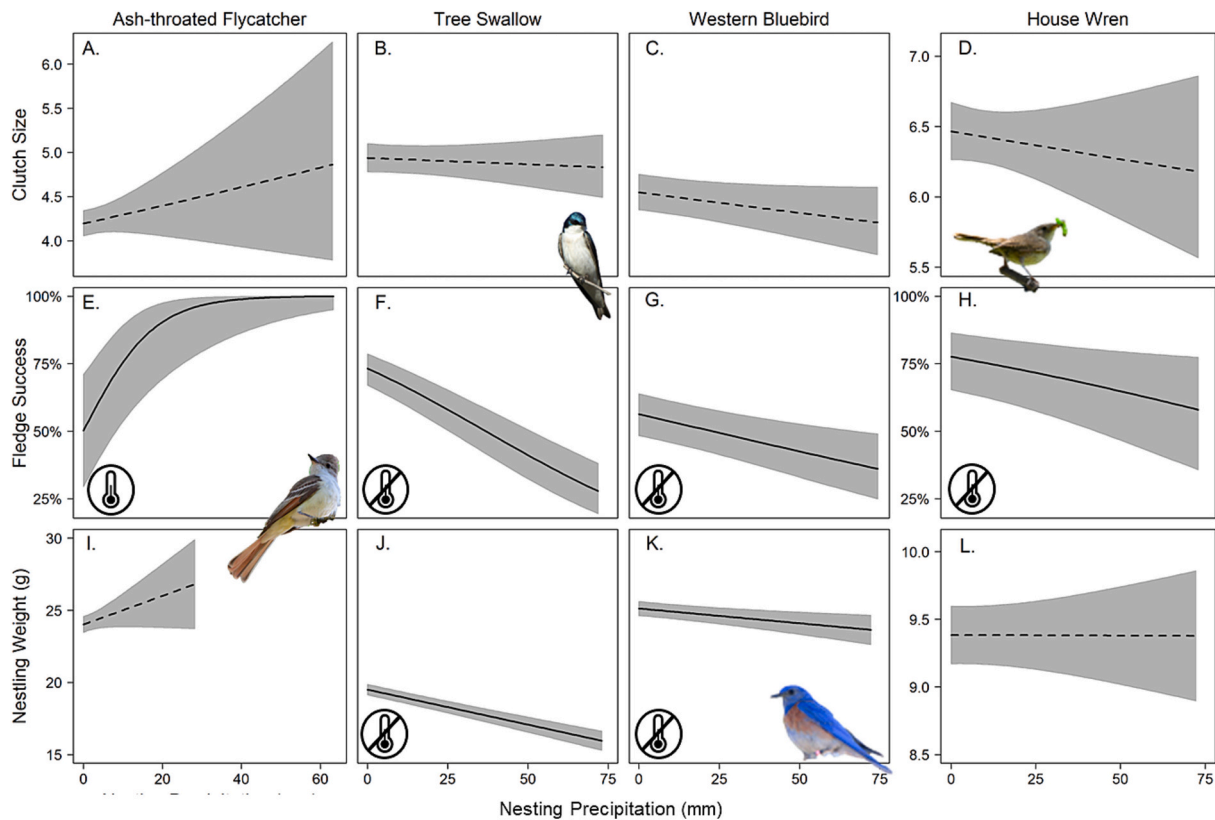 Ash-throated Flycatcher Tree Swallow Western Bluebird House Wren
Clutch Size
A. B. C. D.
6.0
5.5
5.0
4.5
4.0
7.0
6.5
6.0
5.5
Fledge Success
E. F. G. H.
100%
75%
50%
25%
100%
75%
50%
25%
Nestling Weight (g)
I. J. K. L.
30
25
20
15
10.0
9.5
9.0
8.5
0 20 40 60 0 25 50 75 0 25 50 75 0 25 50 75
Nesting Precipitation (mm)